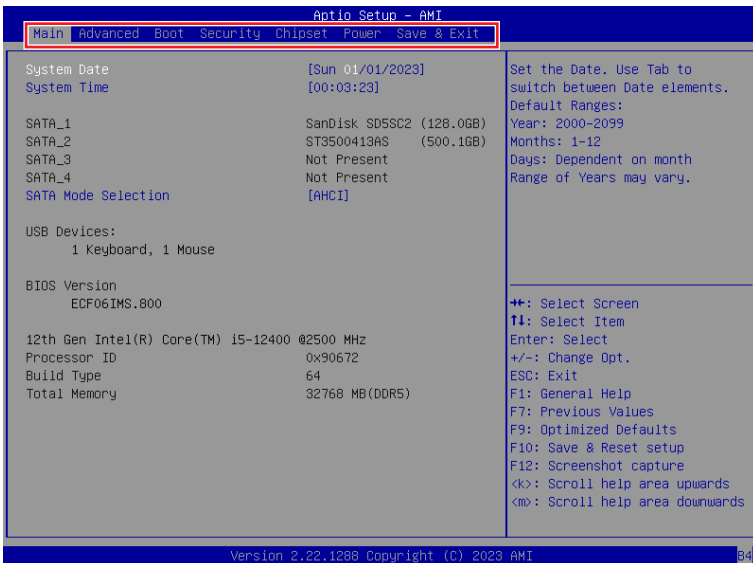 Aptio Setup - AMI
Main Advanced Boot Security Chipset Power Save & Exit
System Date [Sun 01/01/2023]
System Time [00:03:23]
SATA_1 SanDisk SD5SC2 (128.0GB)
SATA_2 ST3500413AS (500.1GB)
SATA_3 Not Present
SATA_4 Not Present
SATA Mode Selection [AHCI]
USB Devices:
1 Keyboard, 1 Mouse
BIOS Version
ECF06IMS.800
12th Gen Intel(R) Core(TM) i5-12400 @2500 MHz
Processor ID 0x90672
Build Type 64
Total Memory 32768 MB(DDR5)
Set the Date. Use Tab to
switch between Date elements.
Default Ranges:
Year: 2000-2099
Months: 1-12
Days: Dependent on month
Range of Years may vary.
→←: Select Screen
↑↓: Select Item
Enter: Select
+/-: Change Opt.
ESC: Exit
F1: General Help
F7: Previous Values
F9: Optimized Defaults
F10: Save & Reset setup
F12: Screenshot capture
<k>: Scroll help area upwards
<m>: Scroll help area downwards
Version 2.22.1288 Copyright (C) 2023 AMI
B4